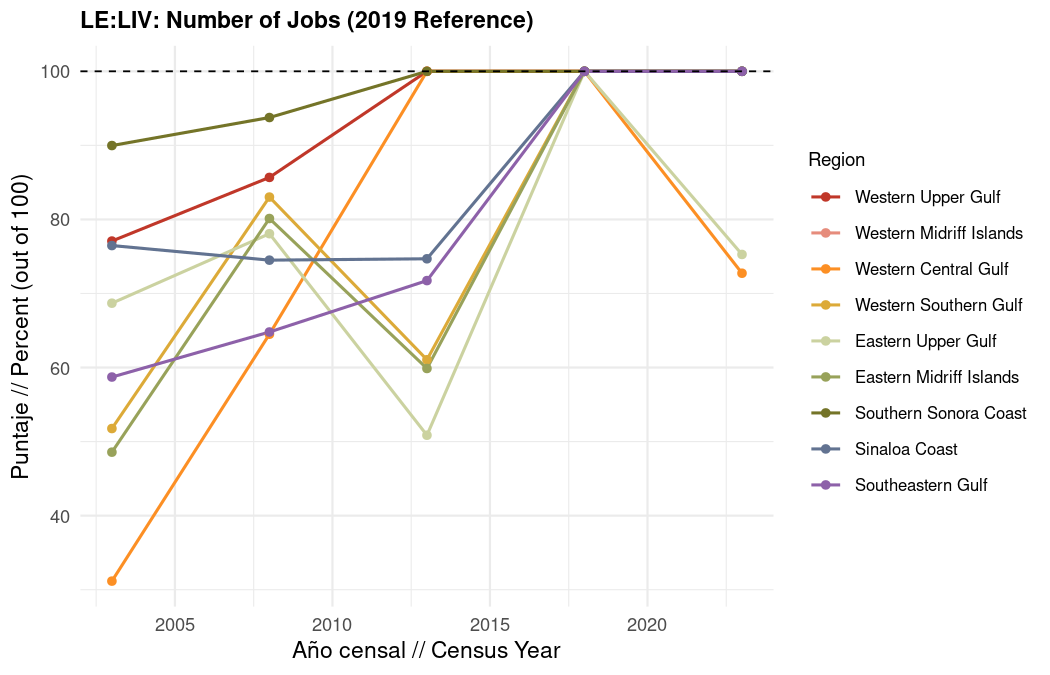 LE:LIV: Number of Jobs (2019 Reference)
Puntaje // Percent (out of 100)
100
80
60
40
2005 2010 2015 2020
Año censal // Census Year
Region
Western Upper Gulf
Western Midriff Islands
Western Central Gulf
Western Southern Gulf
Eastern Upper Gulf
Eastern Midriff Islands
Southern Sonora Coast
Sinaloa Coast
Southeastern Gulf